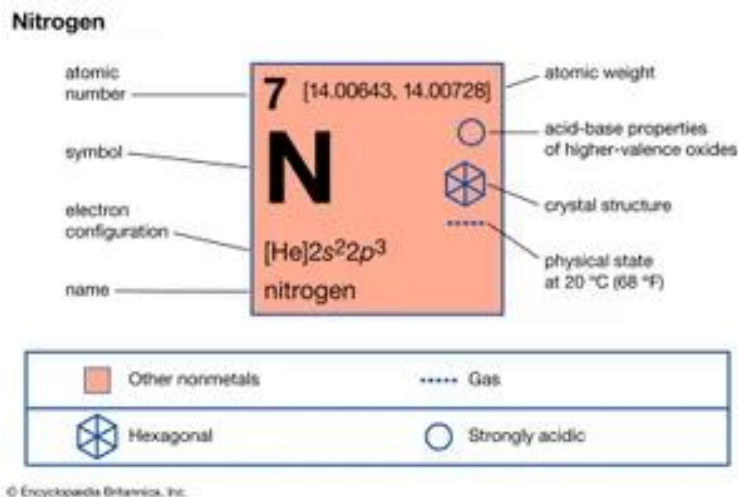 Nitrogen
atomic
number
symbol
electron
configuration
name
7 [14.00643, 14.00728]
N
[He]2s²2p³
nitrogen
atomic weight
acid-base properties
of higher-valence oxides
crystal structure
physical state
at 20 °C (68 °F)
Other nonmetals
Gas
Hexagonal
Strongly acidic
© Encyclopædia Britannica, Inc.